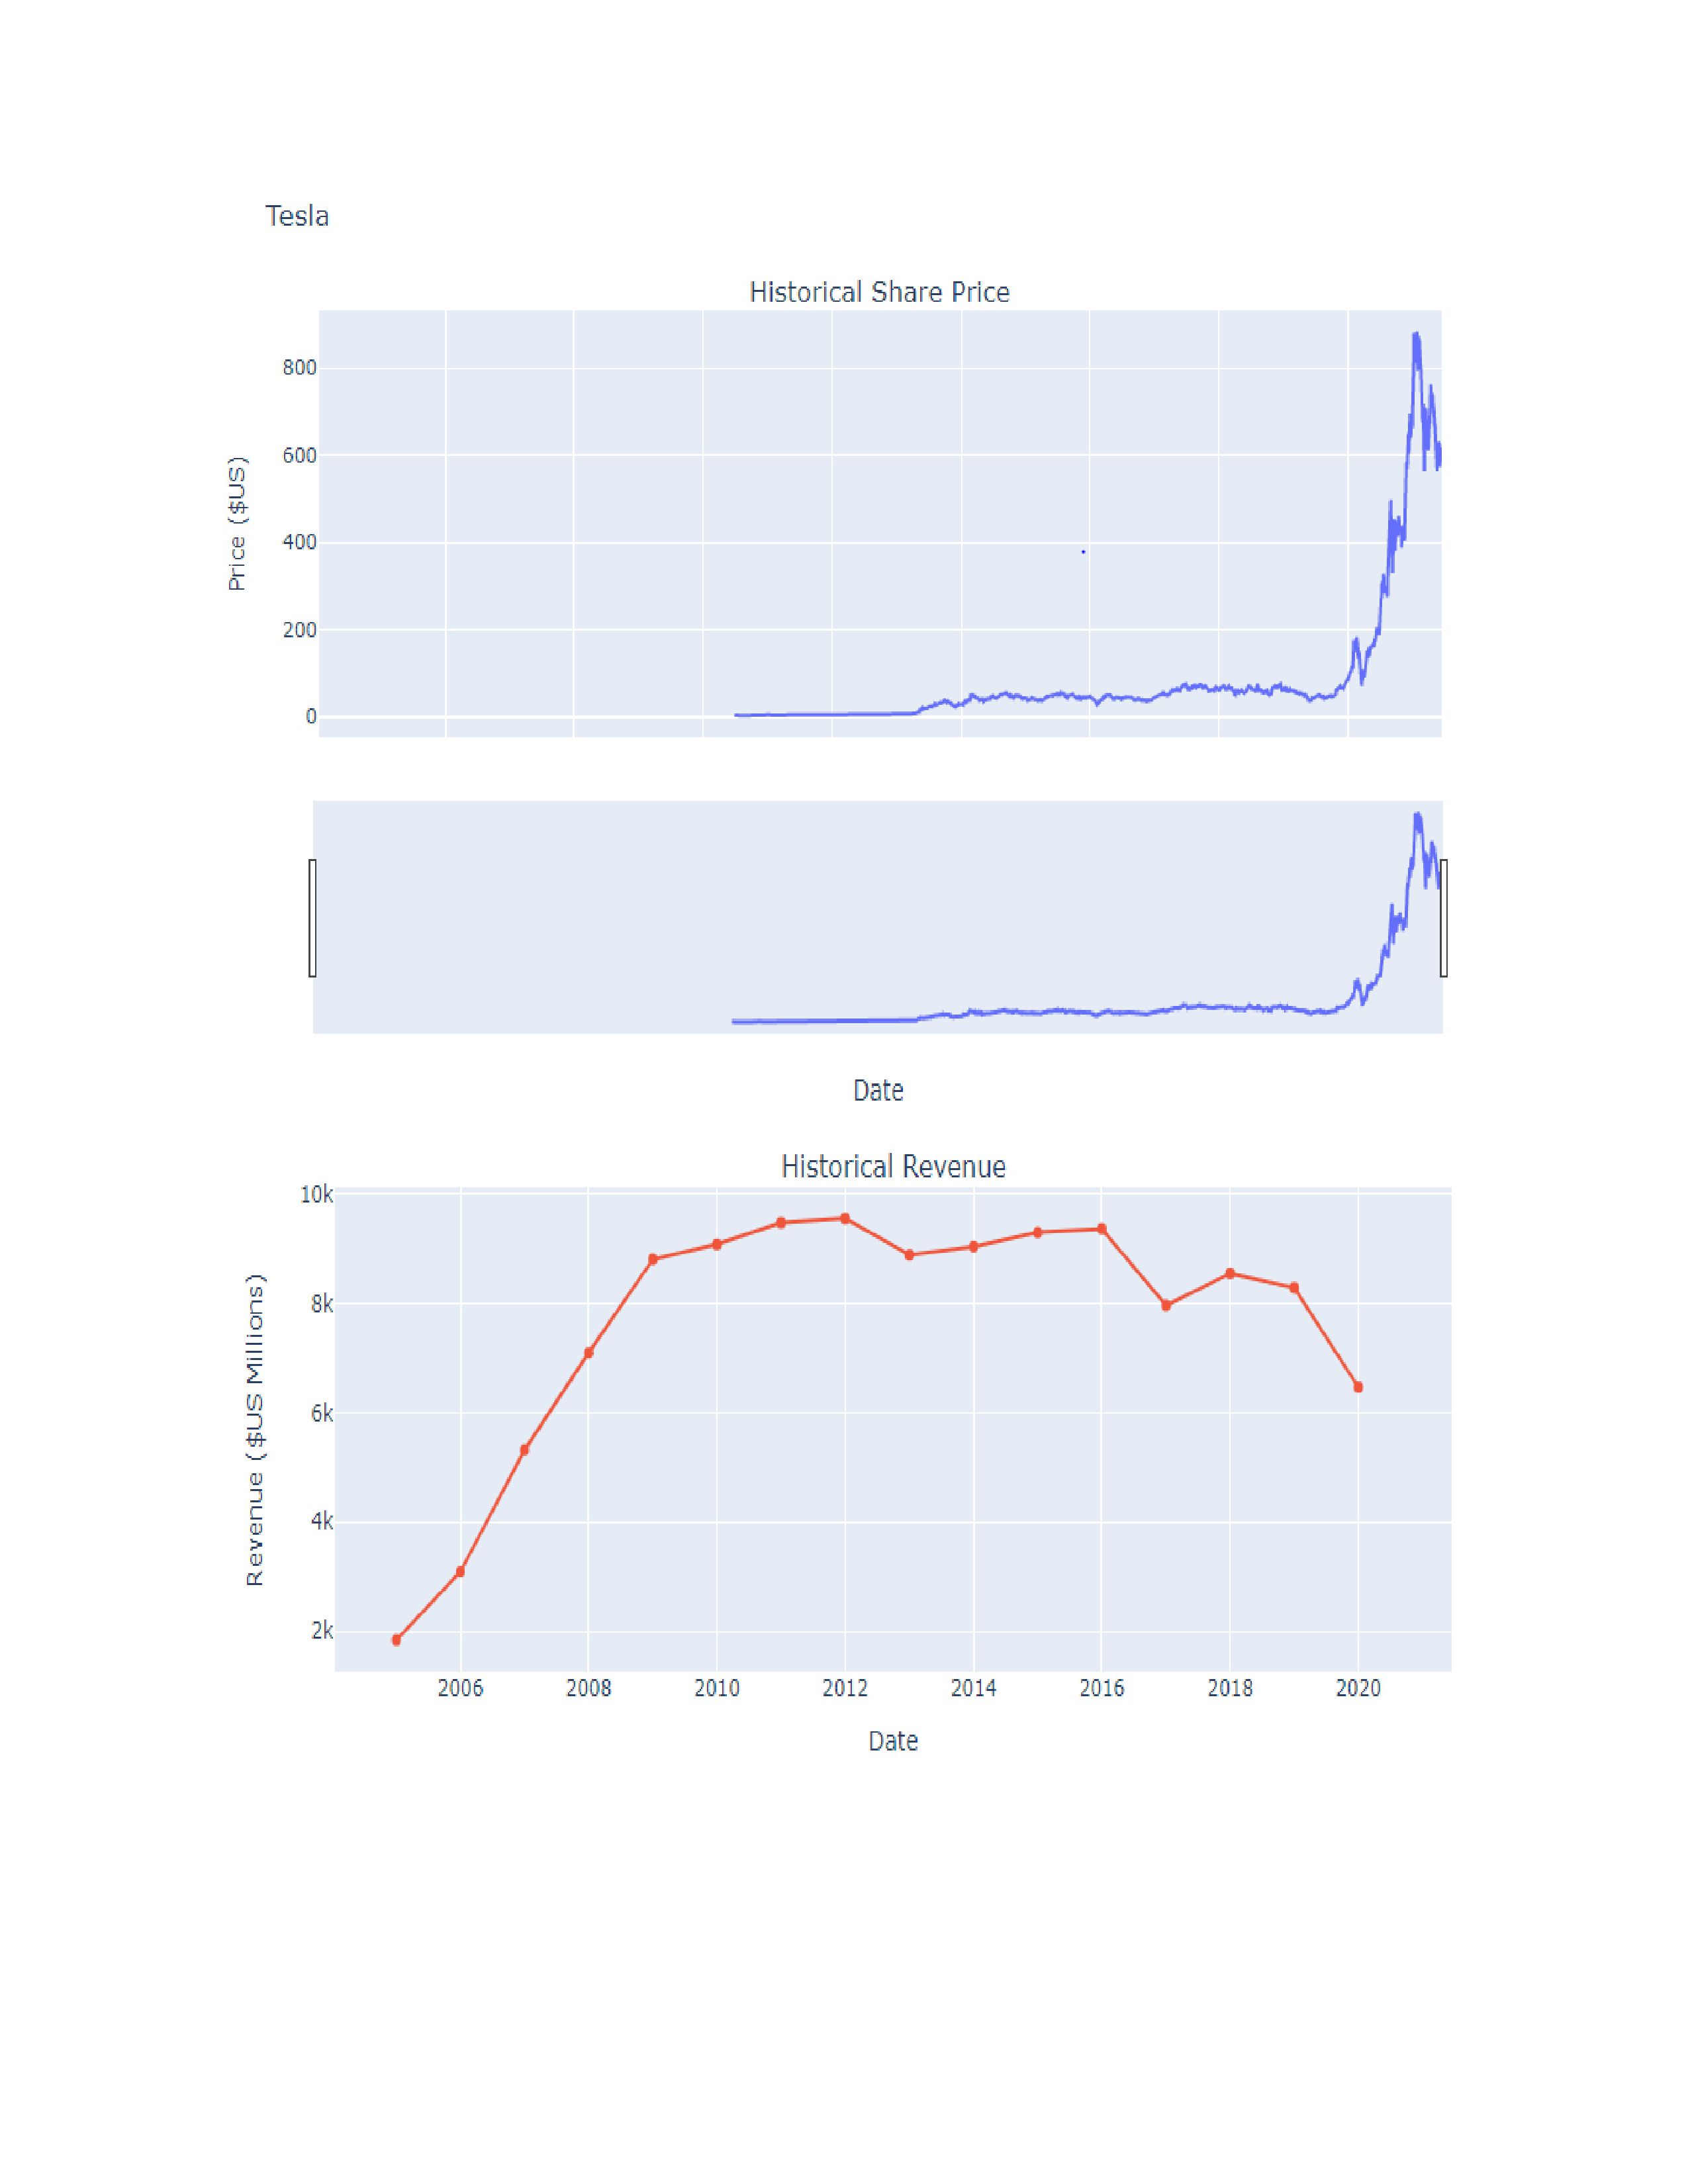 Tesla
Historical Share Price
800
600
400
200
0
Price ($US)
Date
Historical Revenue
10k
8k
6k
4k
2k
Revenue ($US Millions)
2006 2008 2010 2012 2014 2016 2018 2020
Date